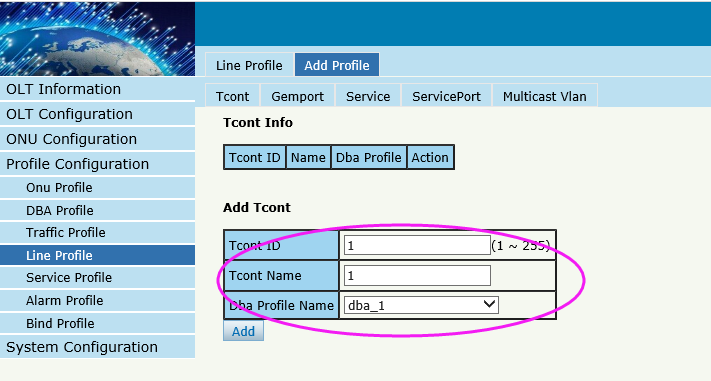 Line Profile Add Profile
OLT Information
OLT Configuration
ONU Configuration
Profile Configuration
Onu Profile
DBA Profile
Traffic Profile
Line Profile
Service Profile
Alarm Profile
Bind Profile
System Configuration
Tcont Gemport Service ServicePort Multicast Vlan
Tcont Info
Tcont ID Name Dba Profile Action
Add Tcont
Tcont ID 1 (1 ~ 255)
Tcont Name 1
Dba Profile Name dba_1
Add